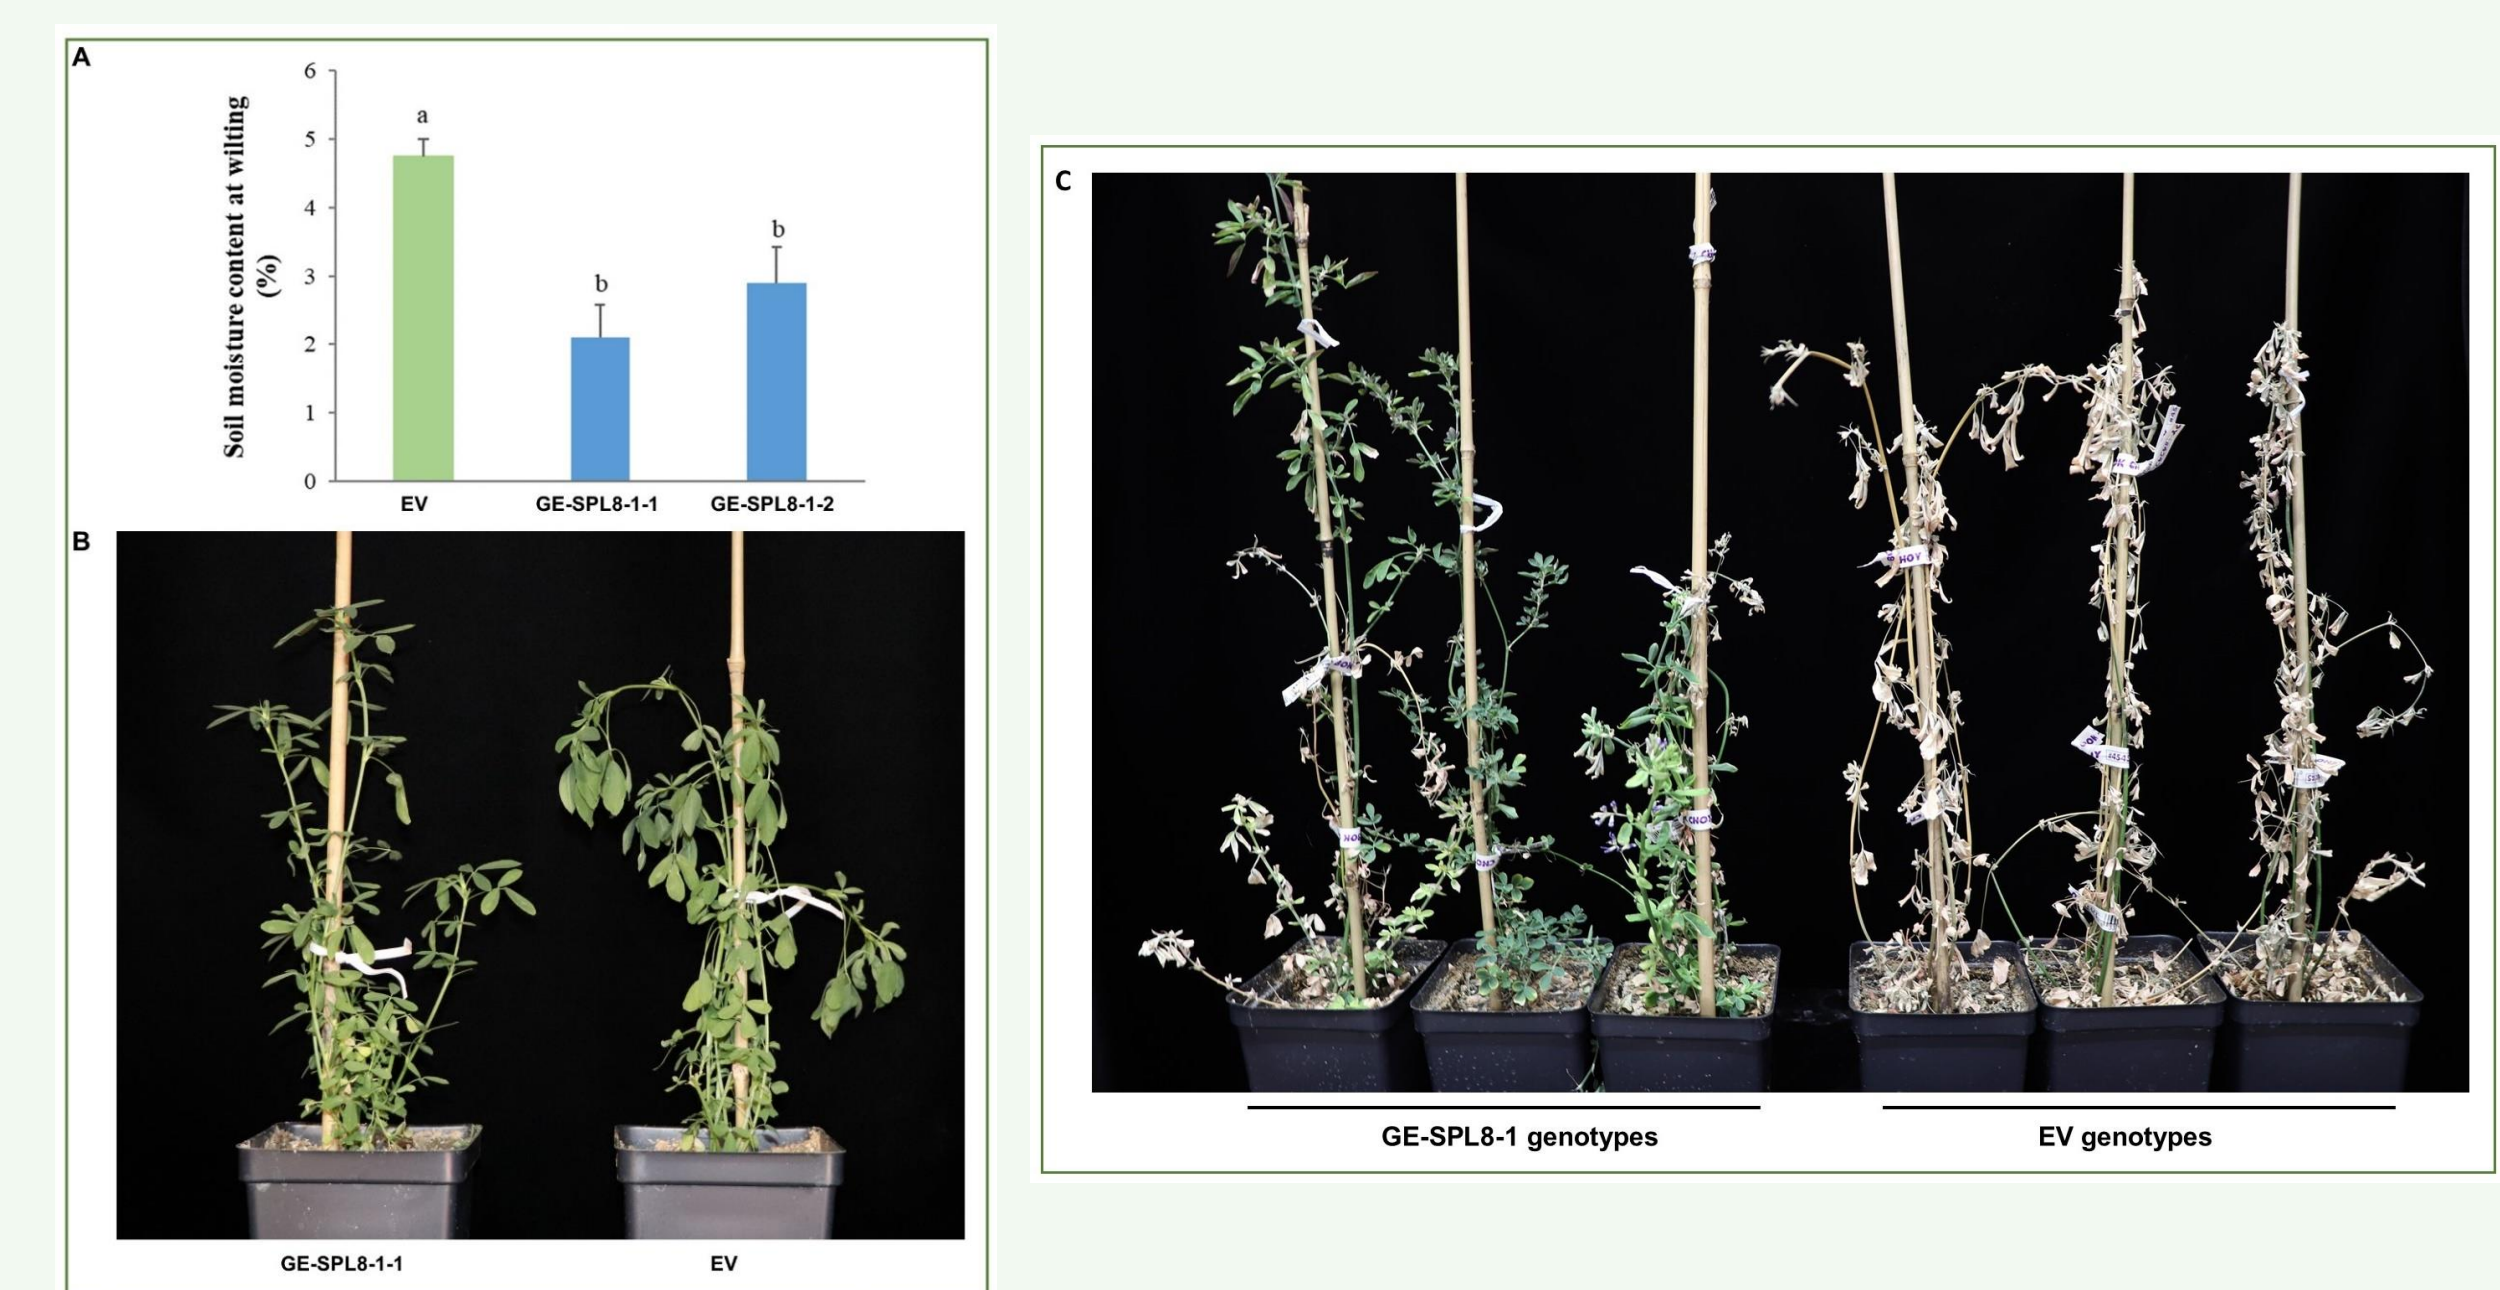 A
Soil moisture content at wilting
(%)
6
5
4
3
2
1
0
a
b
b
EV
GE-SPL8-1-1
GE-SPL8-1-2
B
GE-SPL8-1-1
EV
C
HOY
GE-SPL8-1 genotypes
EV genotypes